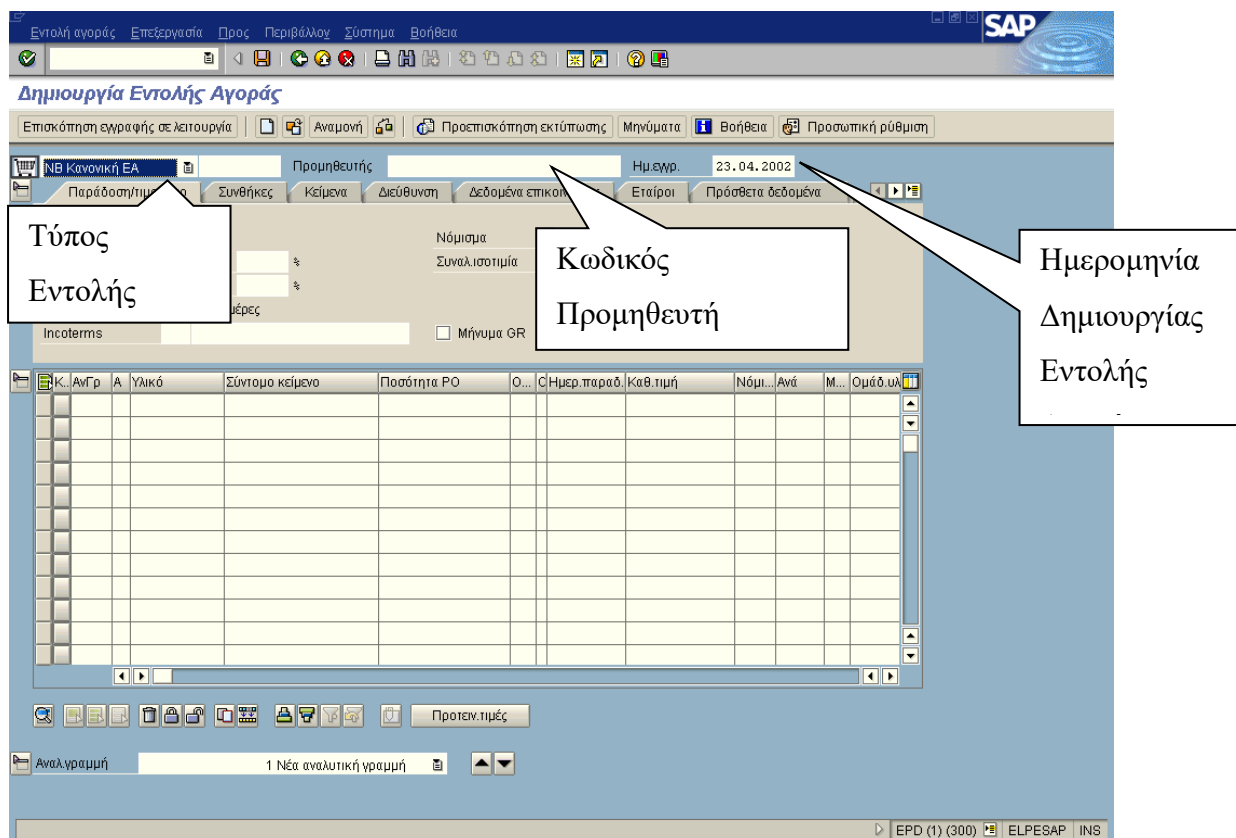 Εντολή αγοράς Επεξεργασία Προς Περιβάλλον Σύστημα Βοήθεια
SAP
Δημιουργία Εντολής Αγοράς
Επισκόπηση εγγραφής σε λειτουργία Αναμονή Προεπισκόπηση εκτύπωσης Μηνύματα Βοήθεια Προσωπική ρύθμιση
NB Κανονική ΕΑ Προμηθευτής Ημ.εγγρ. 23.04.2002
Συνθήκες Κείμενα Διεύθυνση Εταίροι Πρόσθετα δεδομένα
Τύπος
Εντολής
Νόμισμα
Συναλ.ισοτιμία
%
%
Κωδικός
Προμηθευτή
Ημερομηνία
Δημιουργίας
Εντολής
Incoterms Μήνυμα GR
Κ.. ΑνΓρ Α Υλικό Σύντομο κείμενο Ποσότητα PO Ο... C Ημερ.παραδ. Καθ.τιμή Νόμι... Ανά Μ... Ομάδ.υλ
Προτειν.τιμές
Αναλ.γραμμή 1 Νέα αναλυτική γραμμή
EPD (1) (300) ELPESAP INS